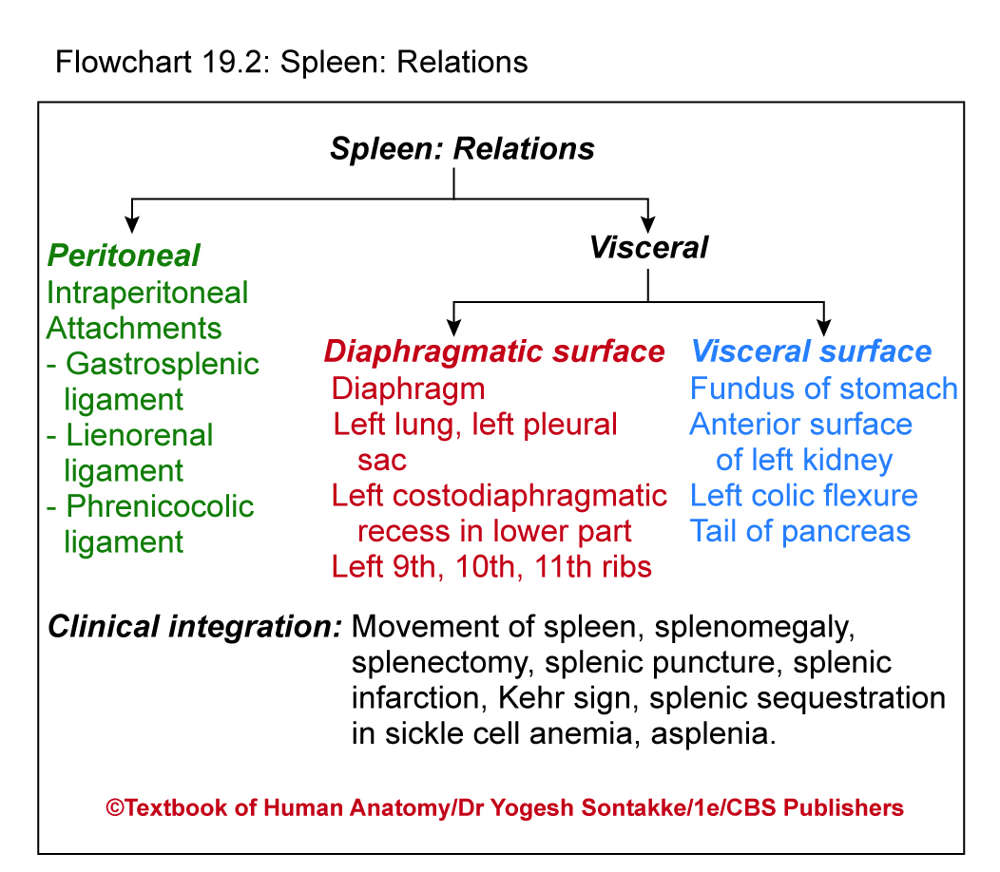 Flowchart 19.2: Spleen: Relations
Spleen: Relations
Peritoneal
Intraperitoneal
Attachments
- Gastrosplenic
ligament
- Lienorenal
ligament
- Phrenicocolic
ligament
Visceral
Diaphragmatic surface
Diaphragm
Left lung, left pleural
sac
Left costodiaphragmatic
recess in lower part
Left 9th, 10th, 11th ribs
Visceral surface
Fundus of stomach
Anterior surface
of left kidney
Left colic flexure
Tail of pancreas
Clinical integration: Movement of spleen, splenomegaly,
splenectomy, splenic puncture, splenic
infarction, Kehr sign, splenic sequestration
in sickle cell anemia, asplenia.
©Textbook of Human Anatomy/Dr Yogesh Sontakke/1e/CBS Publishers